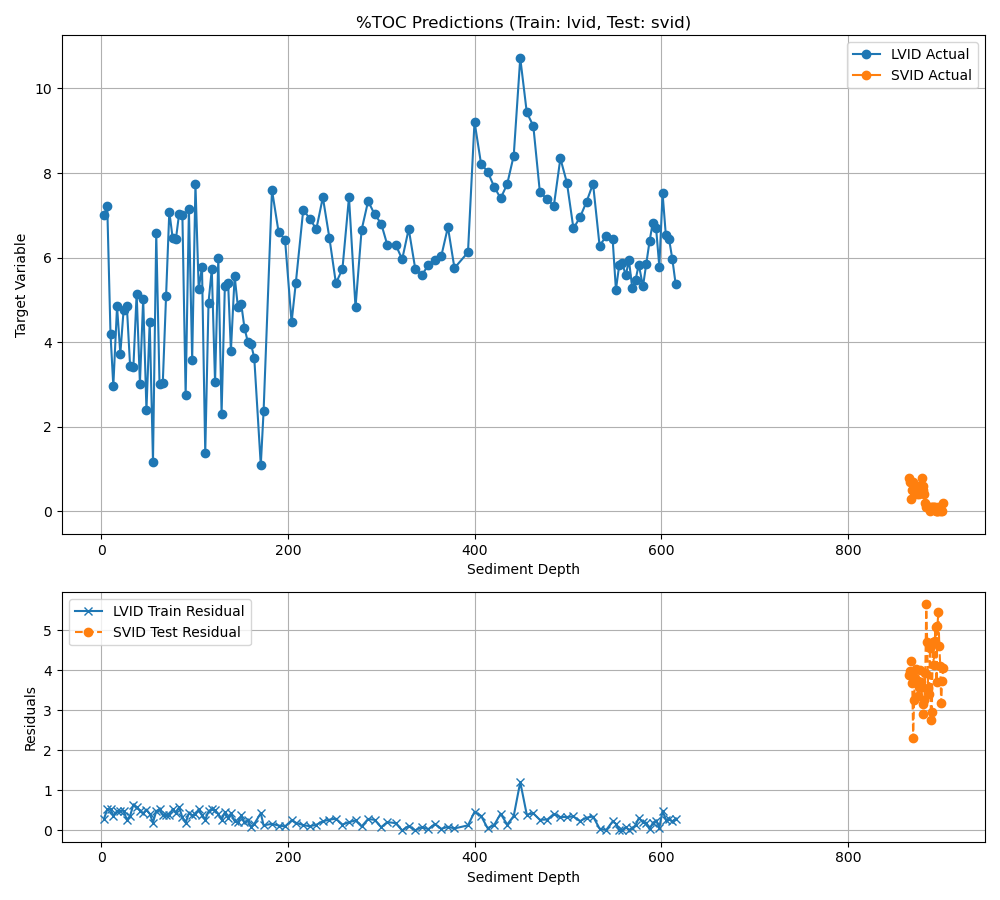 %TOC Predictions (Train: lvid, Test: svid)
LVID Actual
SVID Actual
Target Variable
10
8
6
4
2
0
0 200 400 600 800
Sediment Depth
LVID Train Residual
SVID Test Residual
Residuals
5
4
3
2
1
0
0 200 400 600 800
Sediment Depth